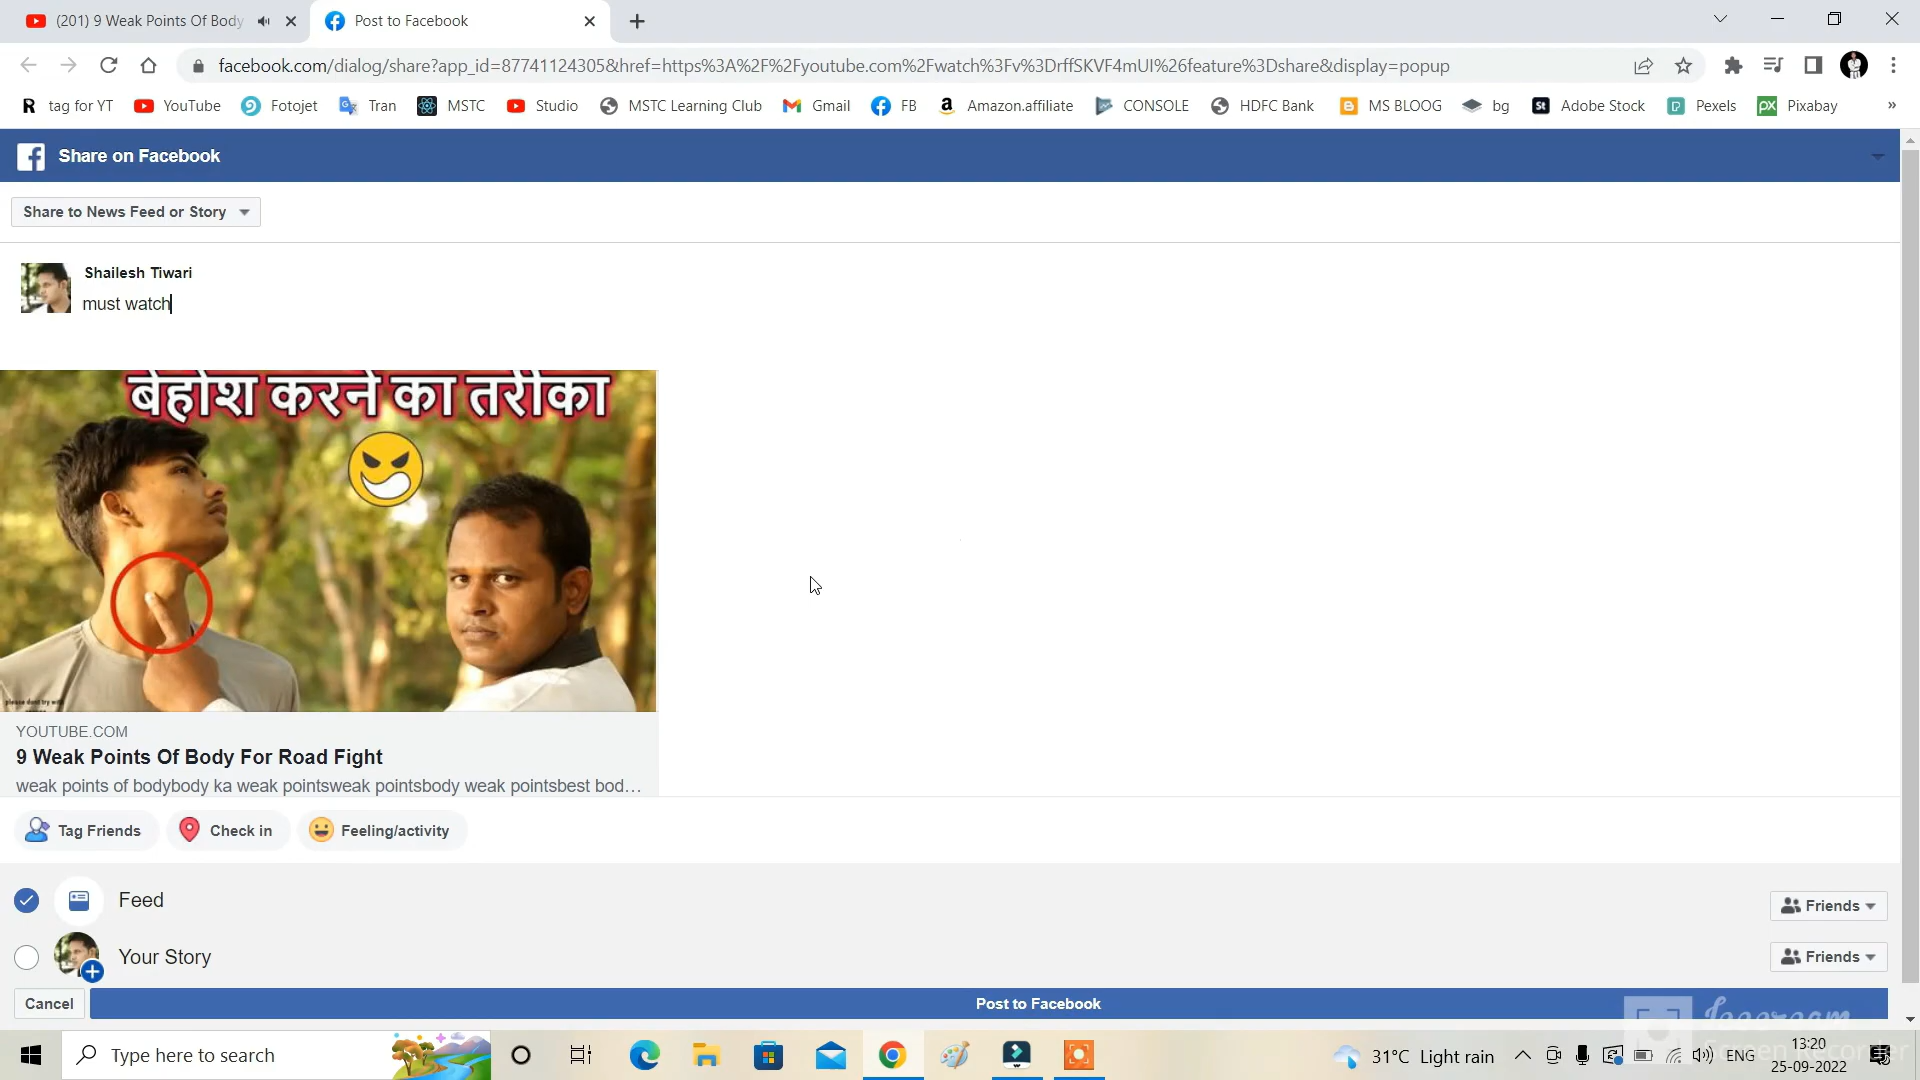 (201) 9 Weak Points Of Body
Post to Facebook
facebook.com/dialog/share?app_id=87741124305&href=https%3A%2F%2Fyoutube.com%2Fwatch%3Fv%3DrffSKVF4mUI%26feature%3Dshare&display=popup
R tag for YT YouTube Fotojet Tran MSTC Studio MSTC Learning Club Gmail FB a Amazon.affiliate CONSOLE HDFC Bank MS BLOOG bg St Adobe Stock Pexels px Pixabay »
Share on Facebook
Share to News Feed or Story
Shailesh Tiwari
must watch
बेहोश करने का तरीका
YOUTUBE.COM
9 Weak Points Of Body For Road Fight
weak points of bodybody ka weak pointsweak pointsbody weak pointsbest bod...
Tag Friends Check in Feeling/activity
Feed Friends
Your Story Friends
Cancel Post to Facebook
Icecream
Screen Recorder
Type here to search 31°C Light rain ENG 13:20
25-09-2022